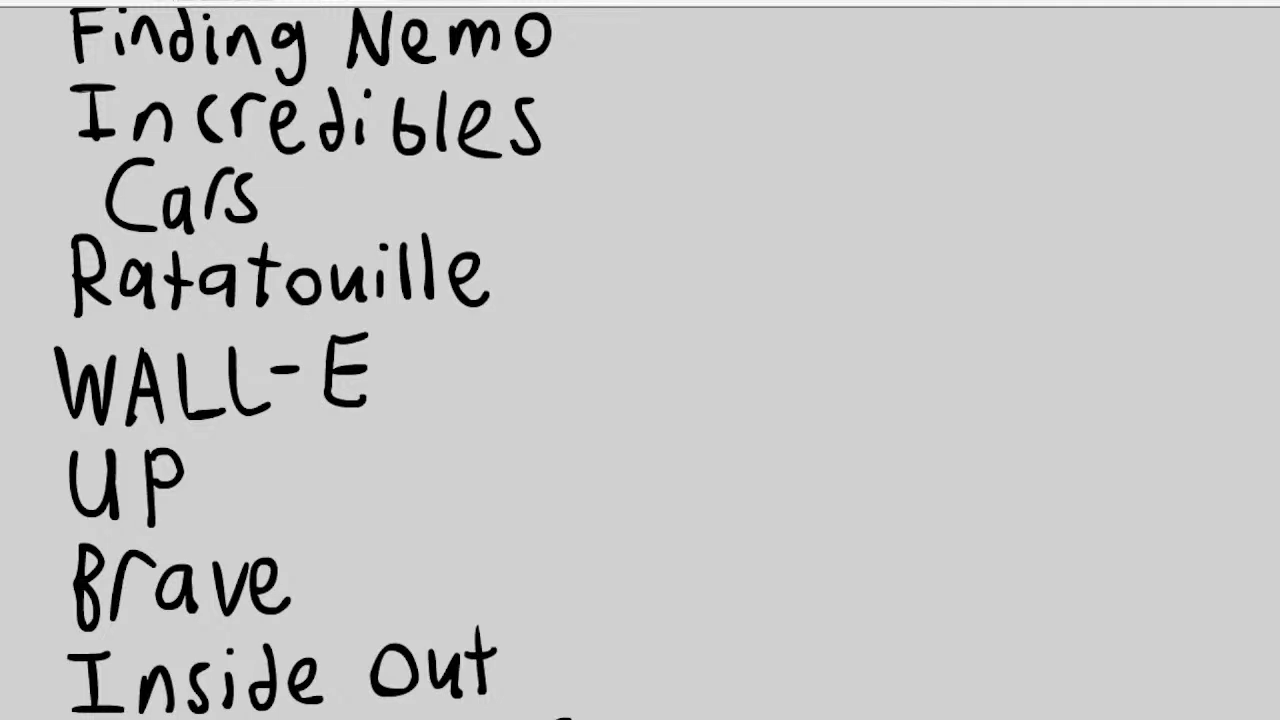 Finding Nemo
Incredibles
Cars
Ratatouille
WALL-E
UP
Brave
Inside Out